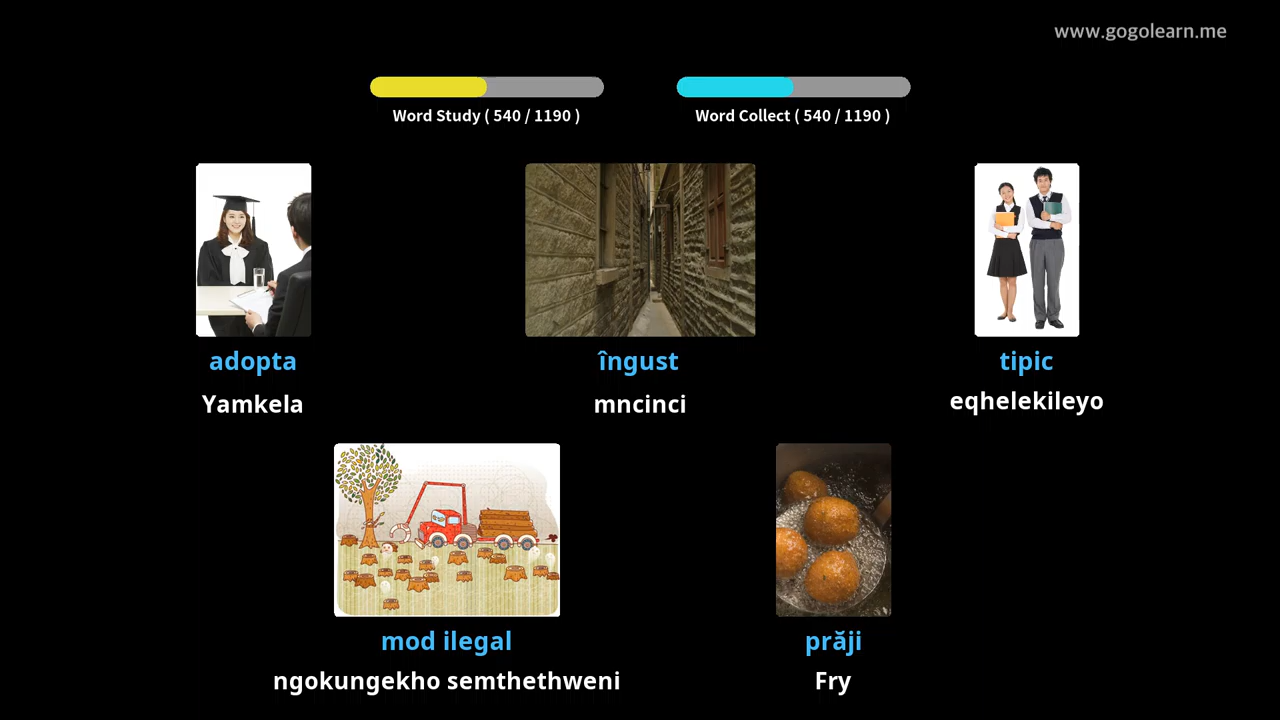 www.gogolearn.me
Word Study ( 540 / 1190 )
Word Collect ( 540 / 1190 )
adopta
Yamkela
îngust
mncinci
tipic
eqhelekileyo
mod ilegal
ngokungekho semthethweni
prăji
Fry